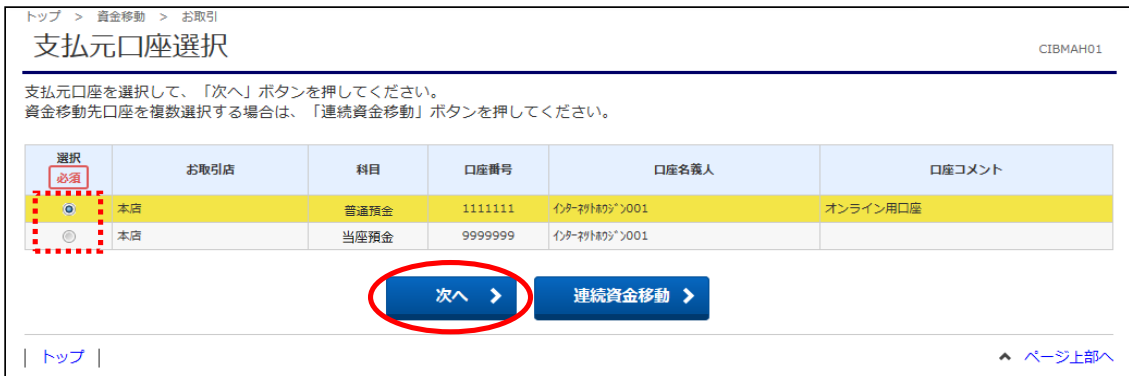 トップ > 資金移動 > お取引
支払元口座選択
CIBMAH01
支払元口座を選択して、「次へ」ボタンを押してください。
資金移動先口座を複数選択する場合は、「連続資金移動」ボタンを押してください。
選択 必須 お取引店 科目 口座番号 口座名義人 口座コメント
本店 普通預金 1111111 ｲﾝﾀｰﾈｯﾄﾎｳｼﾞﾝ001 オンライン用口座
本店 当座預金 9999999 ｲﾝﾀｰﾈｯﾄﾎｳｼﾞﾝ001
次へ 連続資金移動
| トップ | ページ上部へ